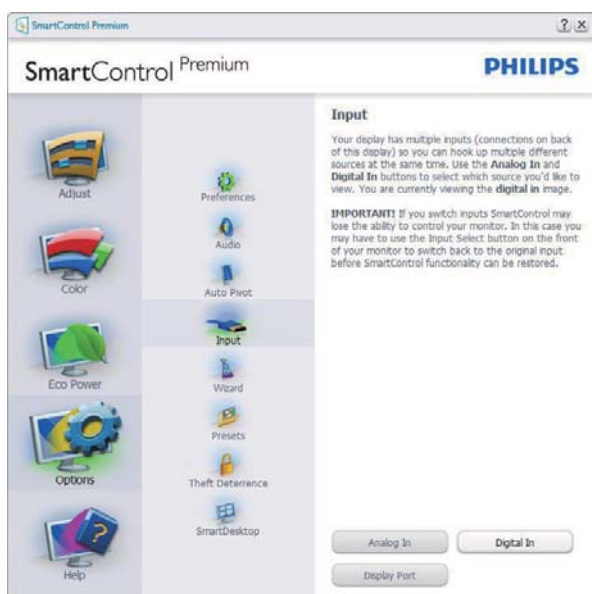 SmartControl Premium
SmartControl Premium
PHILIPS
Adjust
Color
Eco Power
Options
Help
Preferences
Audio
Auto Pivot
Input
Wizard
Presets
Theft Deterrence
SmartDesktop
Input
Your display has multiple inputs (connections on back
of this display) so you can hook up multiple different
sources at the same time. Use the Analog In and
Digital In buttons to select which source you'd like to
view. You are currently viewing the digital in image.
IMPORTANT! If you switch inputs SmartControl may
lose the ability to control your monitor. In this case you
may have to use the Input Select button on the front
of your monitor to switch back to the original input
before SmartControl functionality can be restored.
Analog In
Digital In
Display Port